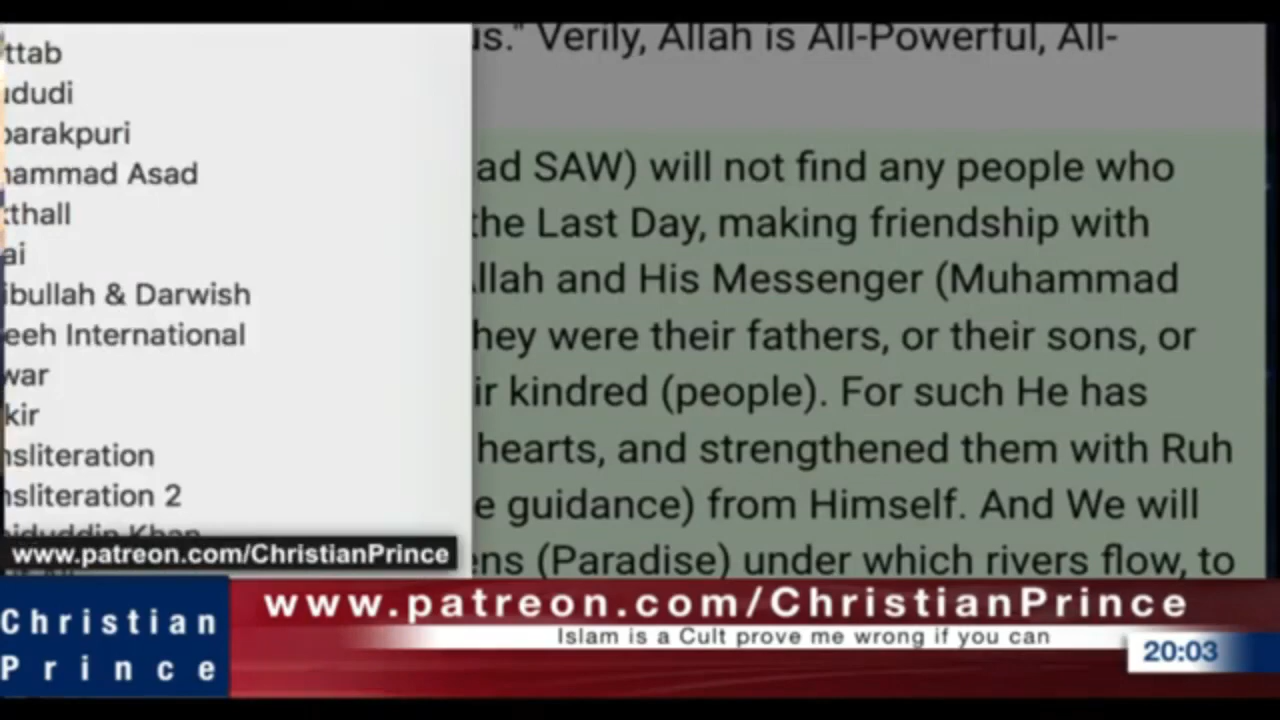 ttab
dudi
barakpuri
hammad Asad
kthall
ai
ibullah & Darwish
eeh International
war
kir
nsliteration
nsliteration 2
us." Verily, Allah is All-Powerful, All-
ad SAW) will not find any people who
the Last Day, making friendship with
Allah and His Messenger (Muhammad
hey were their fathers, or their sons, or
ir kindred (people). For such He has
hearts, and strengthened them with Ruh
e guidance) from Himself. And We will
ens (Paradise) under which rivers flow, to
www.patreon.com/ChristianPrince
Christian
Prince
www.patreon.com/ChristianPrince
Islam is a Cult prove me wrong if you can
20:03